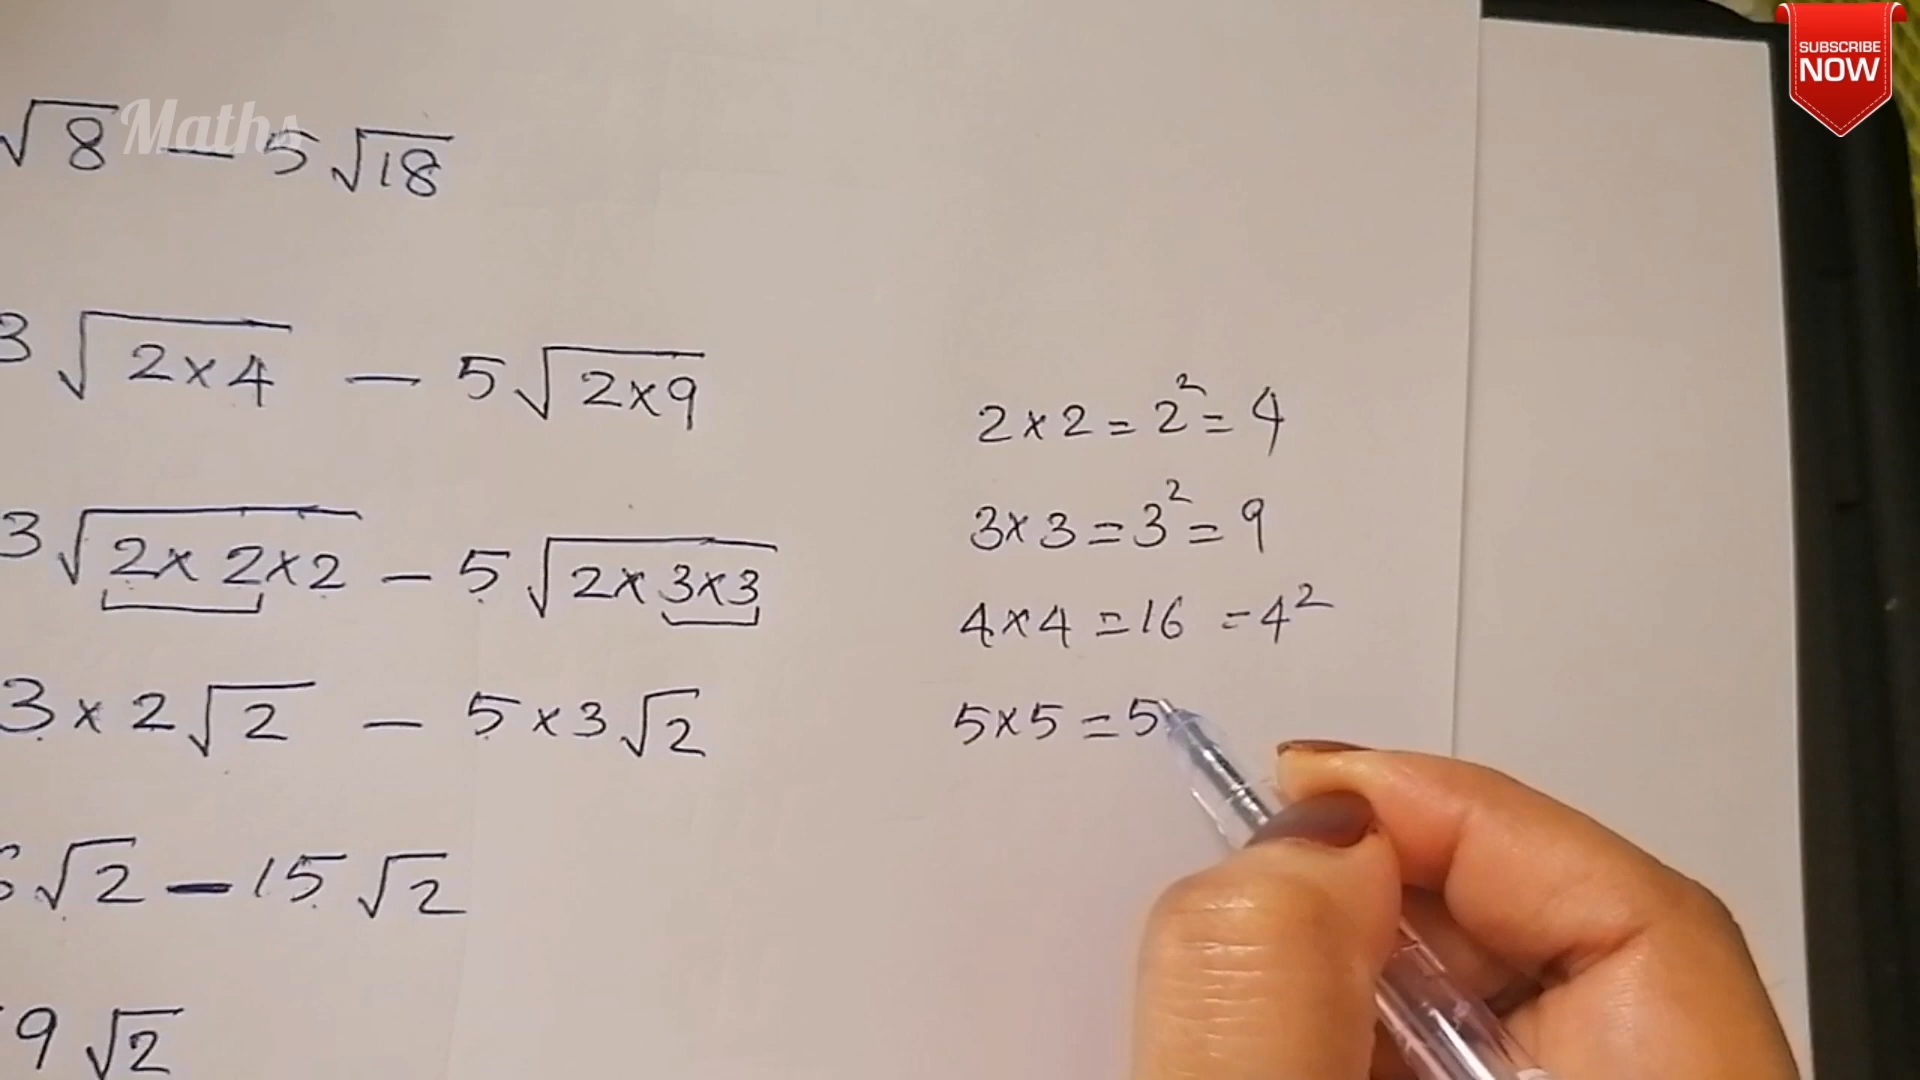 SUBSCRIBE
NOW
Maths
√8 - 5√18
3√2×4 - 5√2×9
3√2×2×2 - 5√2×3×3
3×2√2 - 5×3√2
6√2 - 15√2
9√2
2×2=2²=4
3×3=3²=9
4×4=16 =4²
5×5=5